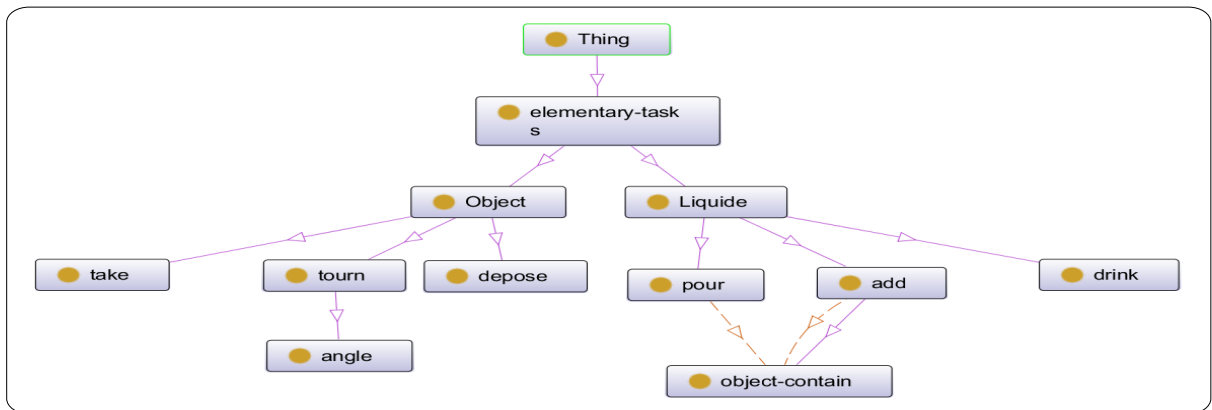 Thing
elementary-task
s
Object
Liquide
take
tourn
depose
pour
add
drink
angle
object-contain